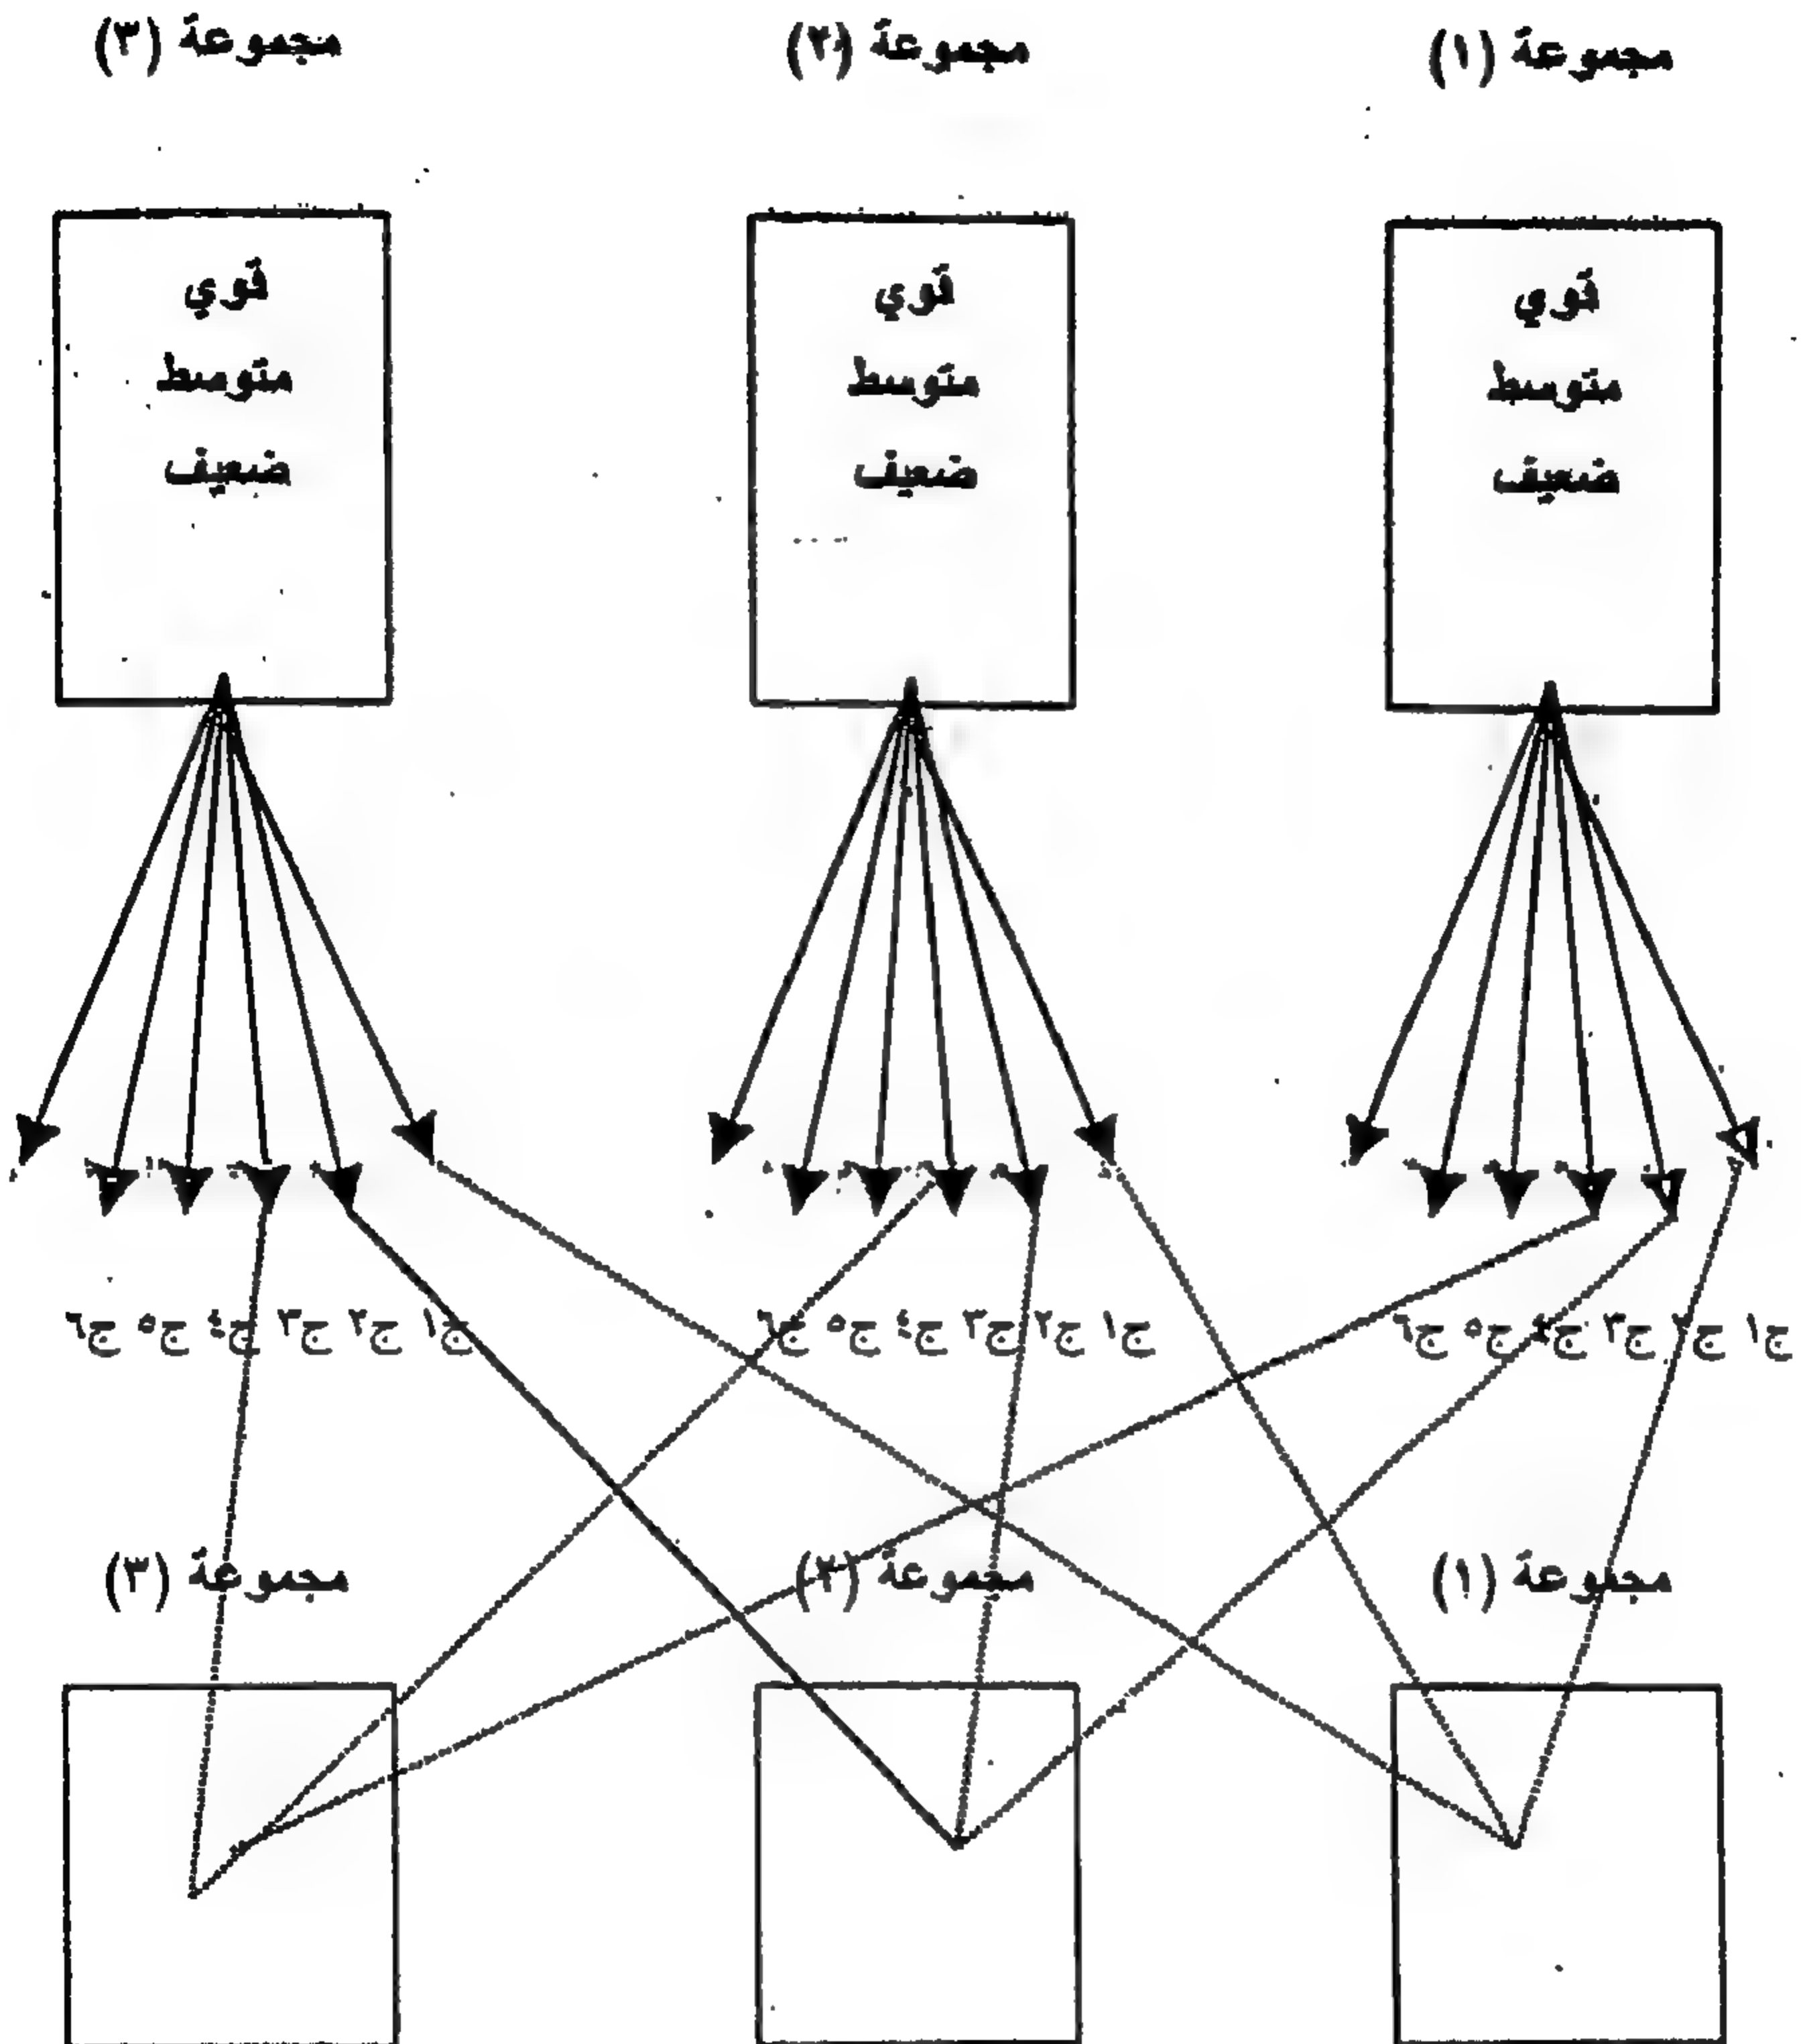 مجموعة (١) مجموعة (٢) مجموعة (٣)
قوي قوي قوي
متوسط متوسط متوسط
ضعيف ضعيف ضعيف
ج١ ج٢ ج٣ ج٤ ج٥ ج٦ ج١ ج٢ ج٣ ج٤ ج٥ ج٦ ج١ ج٢ ج٣ ج٤ ج٥ ج٦
مجموعة (١) مجموعة (٢) مجموعة (٣)